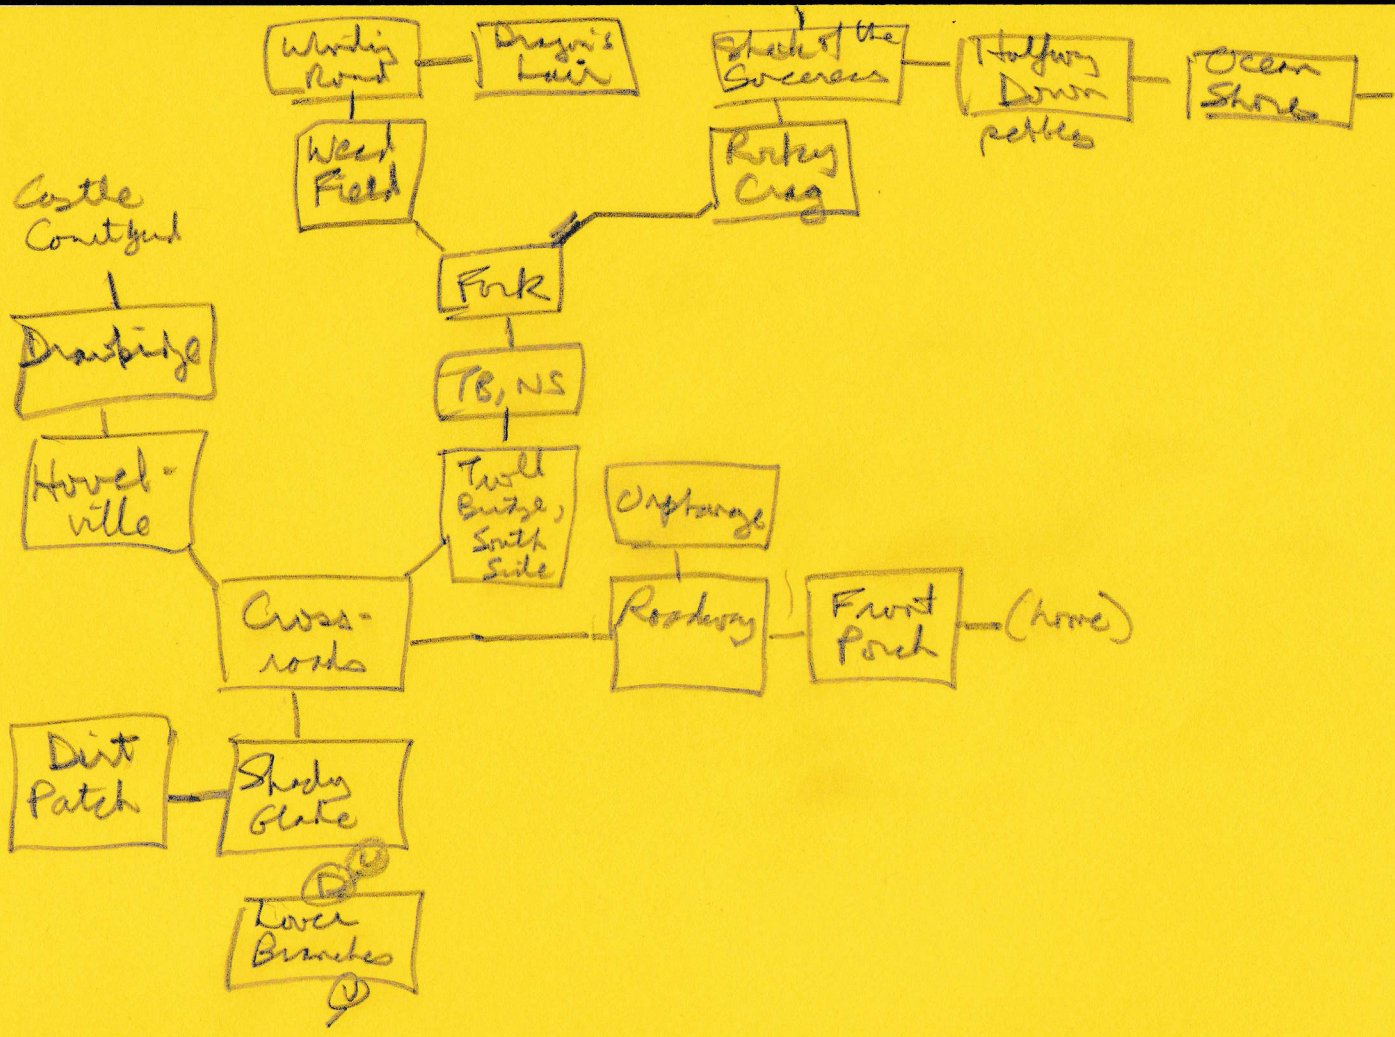 Winding
Road
Dragon's
Lair
Shack of the
Sorceress
Halfway
Down
pebbles
Ocean
Shore
Weed
Field
Rocky
Crag
Castle
Courtyard
Fork
Drawbridge
TB, NS
Hovel-
ville
Troll
Bridge,
South
Side
Orphanage
Cross-
roads
Roadway
Front
Porch
(home)
Dirt
Patch
Shady
Glade
U
D
Lower
Branches
U